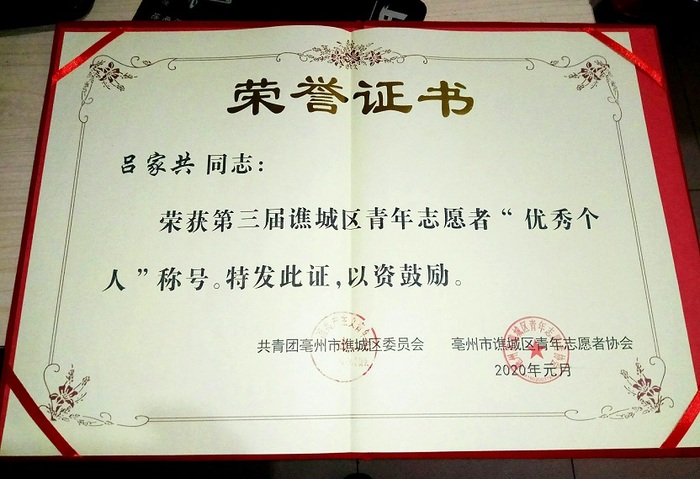 荣誉证书
吕家共 同志：
荣获第三届谯城区青年志愿者“优秀个
人”称号。特发此证，以资鼓励。
共青团亳州市谯城区委员会 亳州市谯城区青年志愿者协会
2020年元月